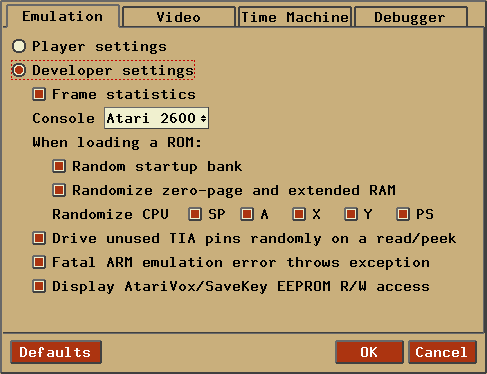 Emulation Video Time Machine Debugger
Player settings
Developer settings
Frame statistics
Console Atari 2600
When loading a ROM:
Random startup bank
Randomize zero-page and extended RAM
Randomize CPU SP A X Y PS
Drive unused TIA pins randomly on a read/peek
Fatal ARM emulation error throws exception
Display AtariVox/SaveKey EEPROM R/W access
Defaults OK Cancel